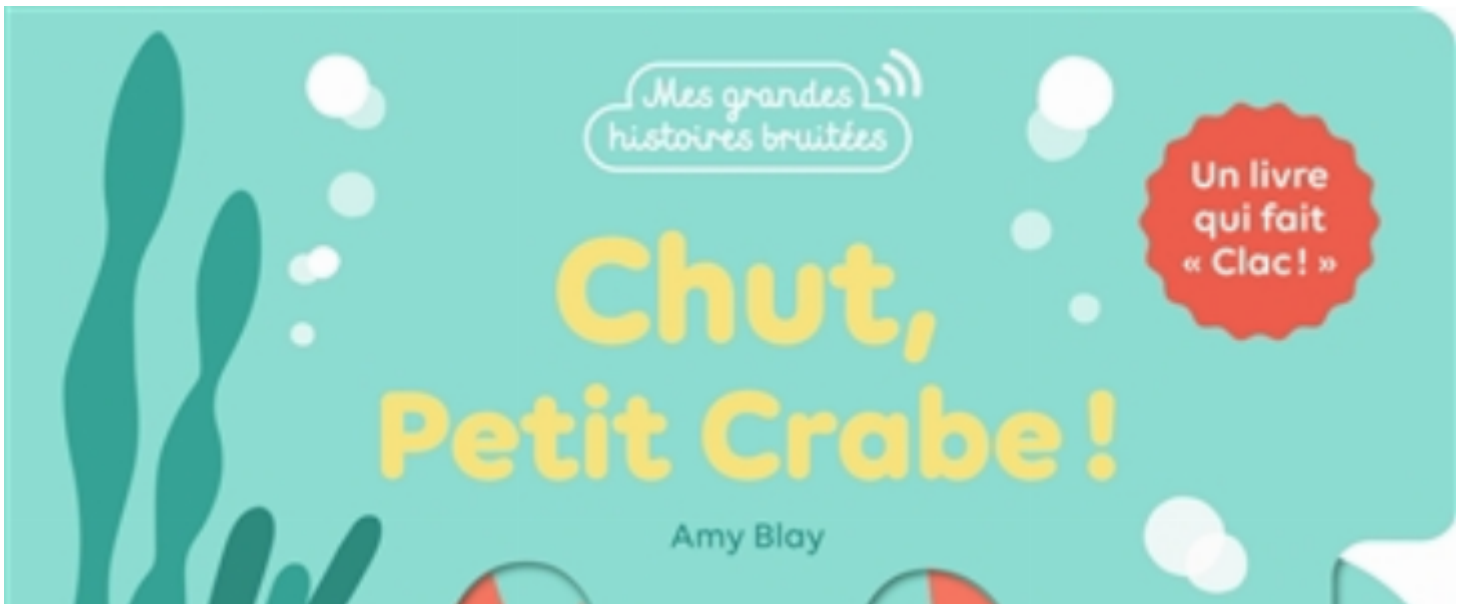 Mes grandes
histoires bruitées
Un livre
qui fait
« Clac ! »
Chut,
Petit Crabe !
Amy Blay